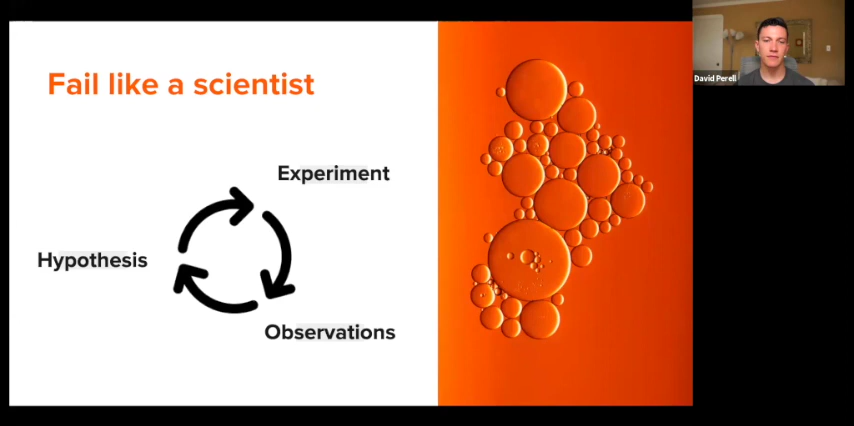 Fail like a scientist
Experiment
Hypothesis
Observations
David Perell